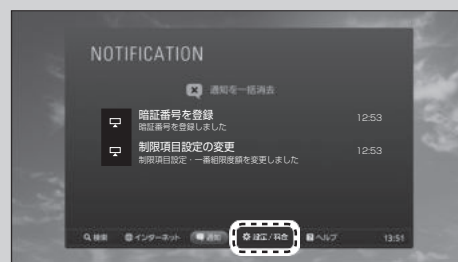 NOTIFICATION
通知を一括消去
暗証番号を登録 12:53
暗証番号を登録しました
制限項目設定の変更 12:53
制限項目設定・一番組限度額を変更しました
検索 インターネット 通知 設定/料金 ヘルプ 13:51